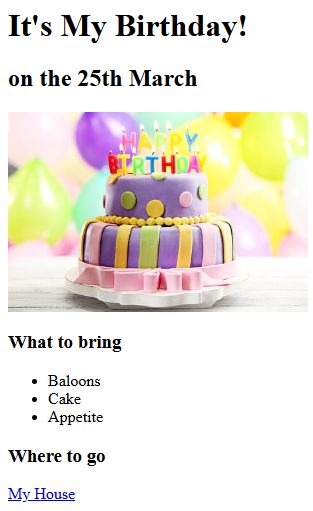 It's My Birthday!
on the 25th March
HAPPY
BIRTHDAY
What to bring
Baloons
Cake
Appetite
Where to go
My House